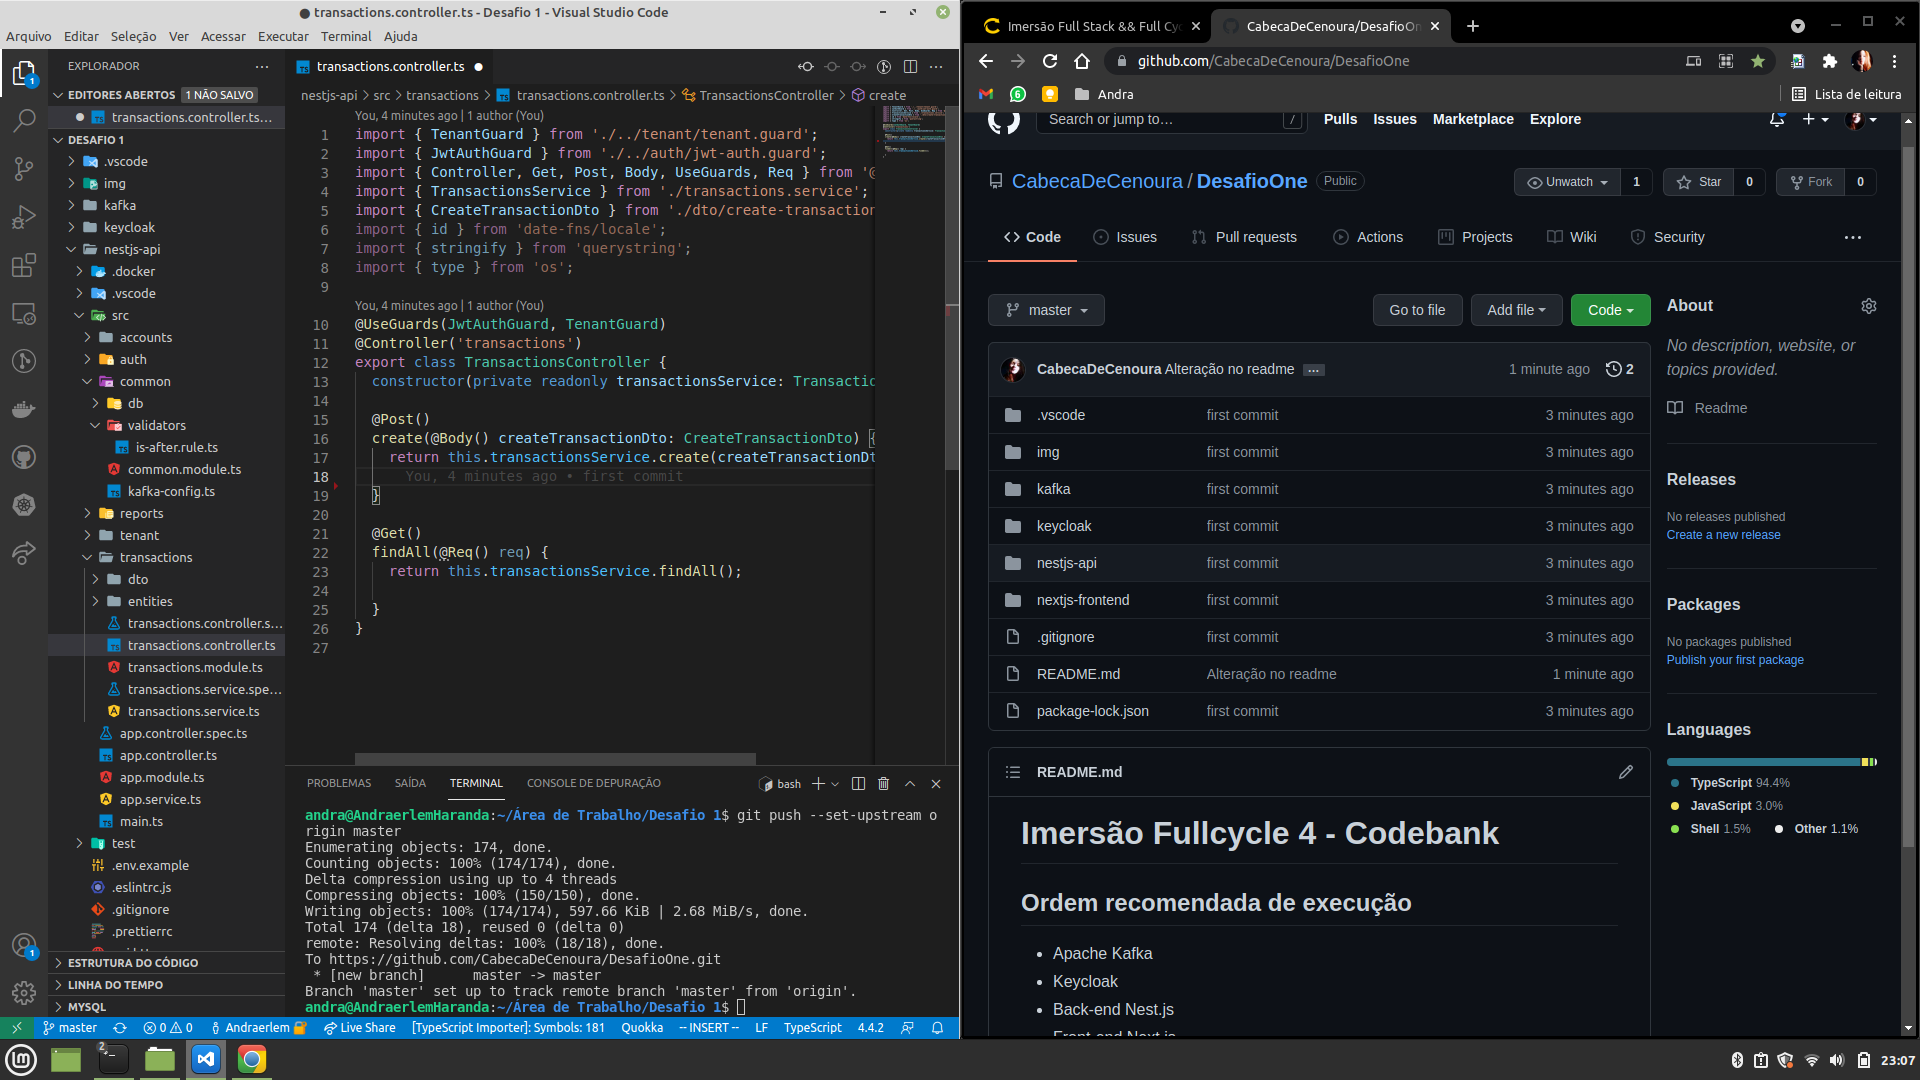 ● transactions.controller.ts - Desafio 1 - Visual Studio Code
Arquivo Editar Seleção Ver Acessar Executar Terminal Ajuda
EXPLORADOR
EDITORES ABERTOS 1 NÃO SALVO
● transactions.controller.ts...
DESAFIO 1
.vscode
img
kafka
keycloak
nestjs-api
.docker
.vscode
src
accounts
auth
common
db
validators
is-after.rule.ts
common.module.ts
kafka-config.ts
reports
tenant
transactions
dto
entities
transactions.controller.s...
transactions.controller.ts
transactions.module.ts
transactions.service.spe...
transactions.service.ts
app.controller.spec.ts
app.controller.ts
app.module.ts
app.service.ts
main.ts
test
.env.example
.eslintrc.js
.gitignore
.prettierrc
ESTRUTURA DO CÓDIGO
LINHA DO TEMPO
MYSQL
transactions.controller.ts ●
nestjs-api > src > transactions > transactions.controller.ts > TransactionsController > create
You, 4 minutes ago | 1 author (You)
1 import { TenantGuard } from './../tenant/tenant.guard';
2 import { JwtAuthGuard } from './../auth/jwt-auth.guard';
3 import { Controller, Get, Post, Body, UseGuards, Req } from '@
4 import { TransactionsService } from './transactions.service';
5 import { CreateTransactionDto } from './dto/create-transaction
6 import { id } from 'date-fns/locale';
7 import { stringify } from 'querystring';
8 import { type } from 'os';
9
You, 4 minutes ago | 1 author (You)
10 @UseGuards(JwtAuthGuard, TenantGuard)
11 @Controller('transactions')
12 export class TransactionsController {
13 constructor(private readonly transactionsService: Transactio
14
15 @Post()
16 create(@Body() createTransactionDto: CreateTransactionDto) {
17 return this.transactionsService.create(createTransactionDt
18 You, 4 minutes ago • first commit
19 }
20
21 @Get()
22 findAll(@Req() req) {
23 return this.transactionsService.findAll();
24
25 }
26 }
27
PROBLEMAS SAÍDA TERMINAL CONSOLE DE DEPURAÇÃO bash
andra@AndraerlemHaranda:~/Área de Trabalho/Desafio 1$ git push --set-upstream o
rigin master
Enumerating objects: 174, done.
Counting objects: 100% (174/174), done.
Delta compression using up to 4 threads
Compressing objects: 100% (150/150), done.
Writing objects: 100% (174/174), 597.66 KiB | 2.68 MiB/s, done.
Total 174 (delta 18), reused 0 (delta 0)
remote: Resolving deltas: 100% (18/18), done.
To https://github.com/CabecaDeCenoura/DesafioOne.git
* [new branch] master -> master
Branch 'master' set up to track remote branch 'master' from 'origin'.
andra@AndraerlemHaranda:~/Área de Trabalho/Desafio 1$
master 0 0 Andraerlem Live Share [TypeScript Importer]: Symbols: 181 Quokka -- INSERT -- LF TypeScript 4.4.2
Imersão Full Stack && Full Cyc
CabecaDeCenoura/DesafioOn
github.com/CabecaDeCenoura/DesafioOne
Andra
Lista de leitura
Search or jump to... / Pulls Issues Marketplace Explore
CabecaDeCenoura / DesafioOne Public
Unwatch 1 Star 0 Fork 0
Code Issues Pull requests Actions Projects Wiki Security ...
master Go to file Add file Code
CabecaDeCenoura Alteração no readme ... 1 minute ago 2
.vscode first commit 3 minutes ago
img first commit 3 minutes ago
kafka first commit 3 minutes ago
keycloak first commit 3 minutes ago
nestjs-api first commit 3 minutes ago
nextjs-frontend first commit 3 minutes ago
.gitignore first commit 3 minutes ago
README.md Alteração no readme 1 minute ago
package-lock.json first commit 3 minutes ago
README.md
Imersão Fullcycle 4 - Codebank
Ordem recomendada de execução
• Apache Kafka
• Keycloak
• Back-end Nest.js
• Front-end Next.js
About
No description, website, or
topics provided.
Readme
Releases
No releases published
Create a new release
Packages
No packages published
Publish your first package
Languages
TypeScript 94.4%
JavaScript 3.0%
Shell 1.5% Other 1.1%
23:07